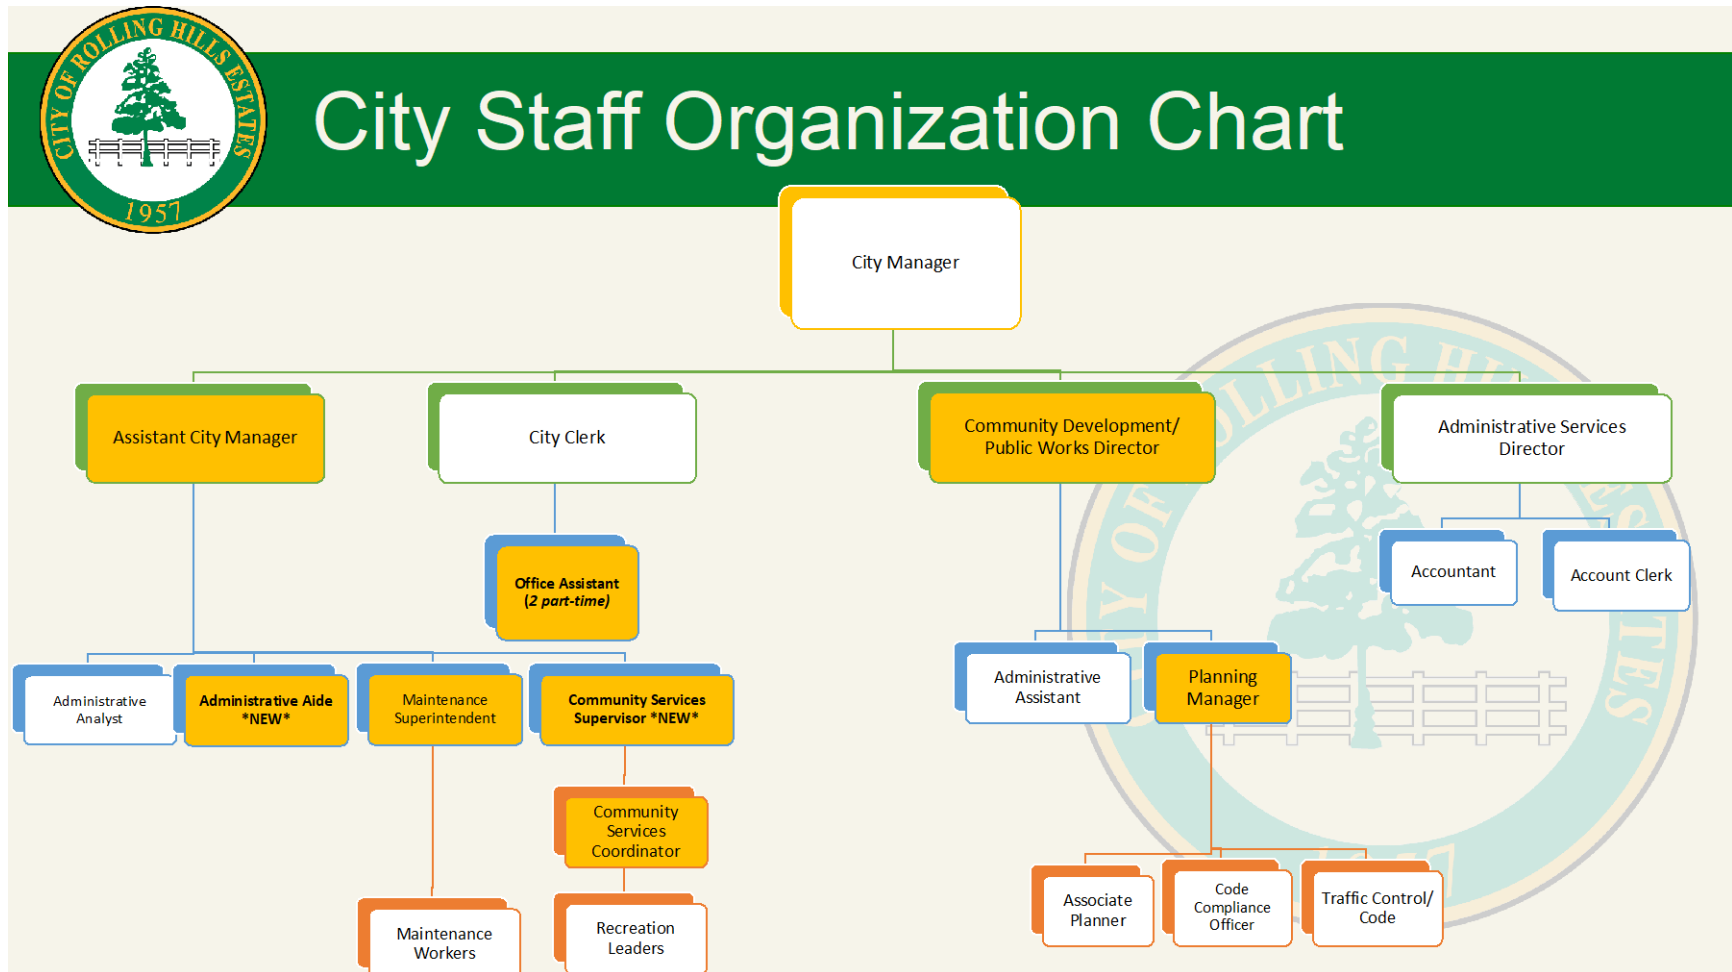 CITY OF ROLLING HILLS ESTATES
1957
City Staff Organization Chart
City Manager
Assistant City Manager
City Clerk
Community Development/
Public Works Director
Administrative Services
Director
Office Assistant
(2 part-time)
Accountant
Account Clerk
Administrative
Analyst
Administrative Aide
*NEW*
Maintenance
Superintendent
Community Services
Supervisor *NEW*
Administrative
Assistant
Planning
Manager
Community
Services
Coordinator
Maintenance
Workers
Recreation
Leaders
Associate
Planner
Code
Compliance
Officer
Traffic Control/
Code